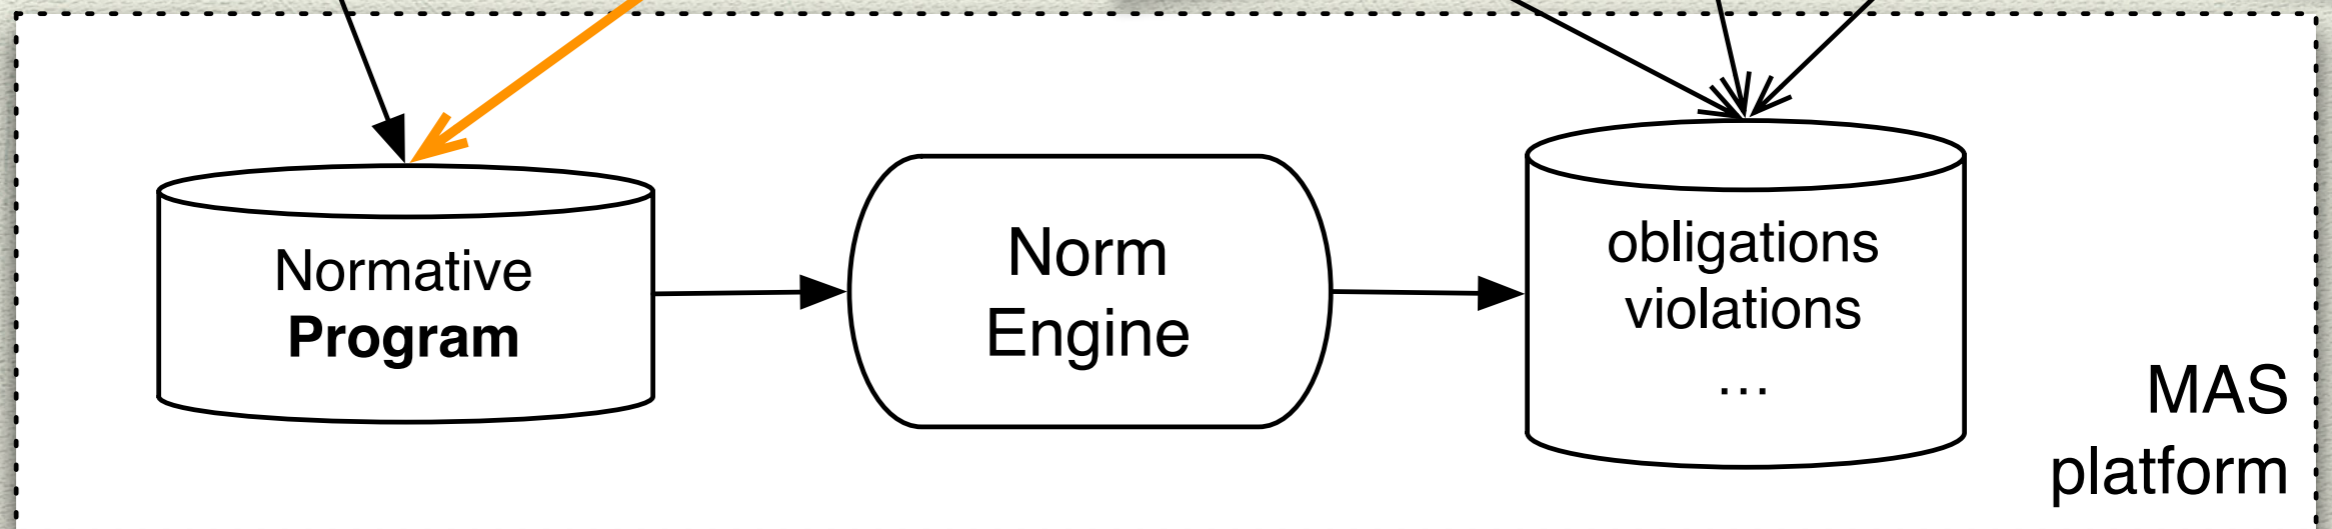 Normative
Program
Norm
Engine
obligations
violations
...
MAS
platform